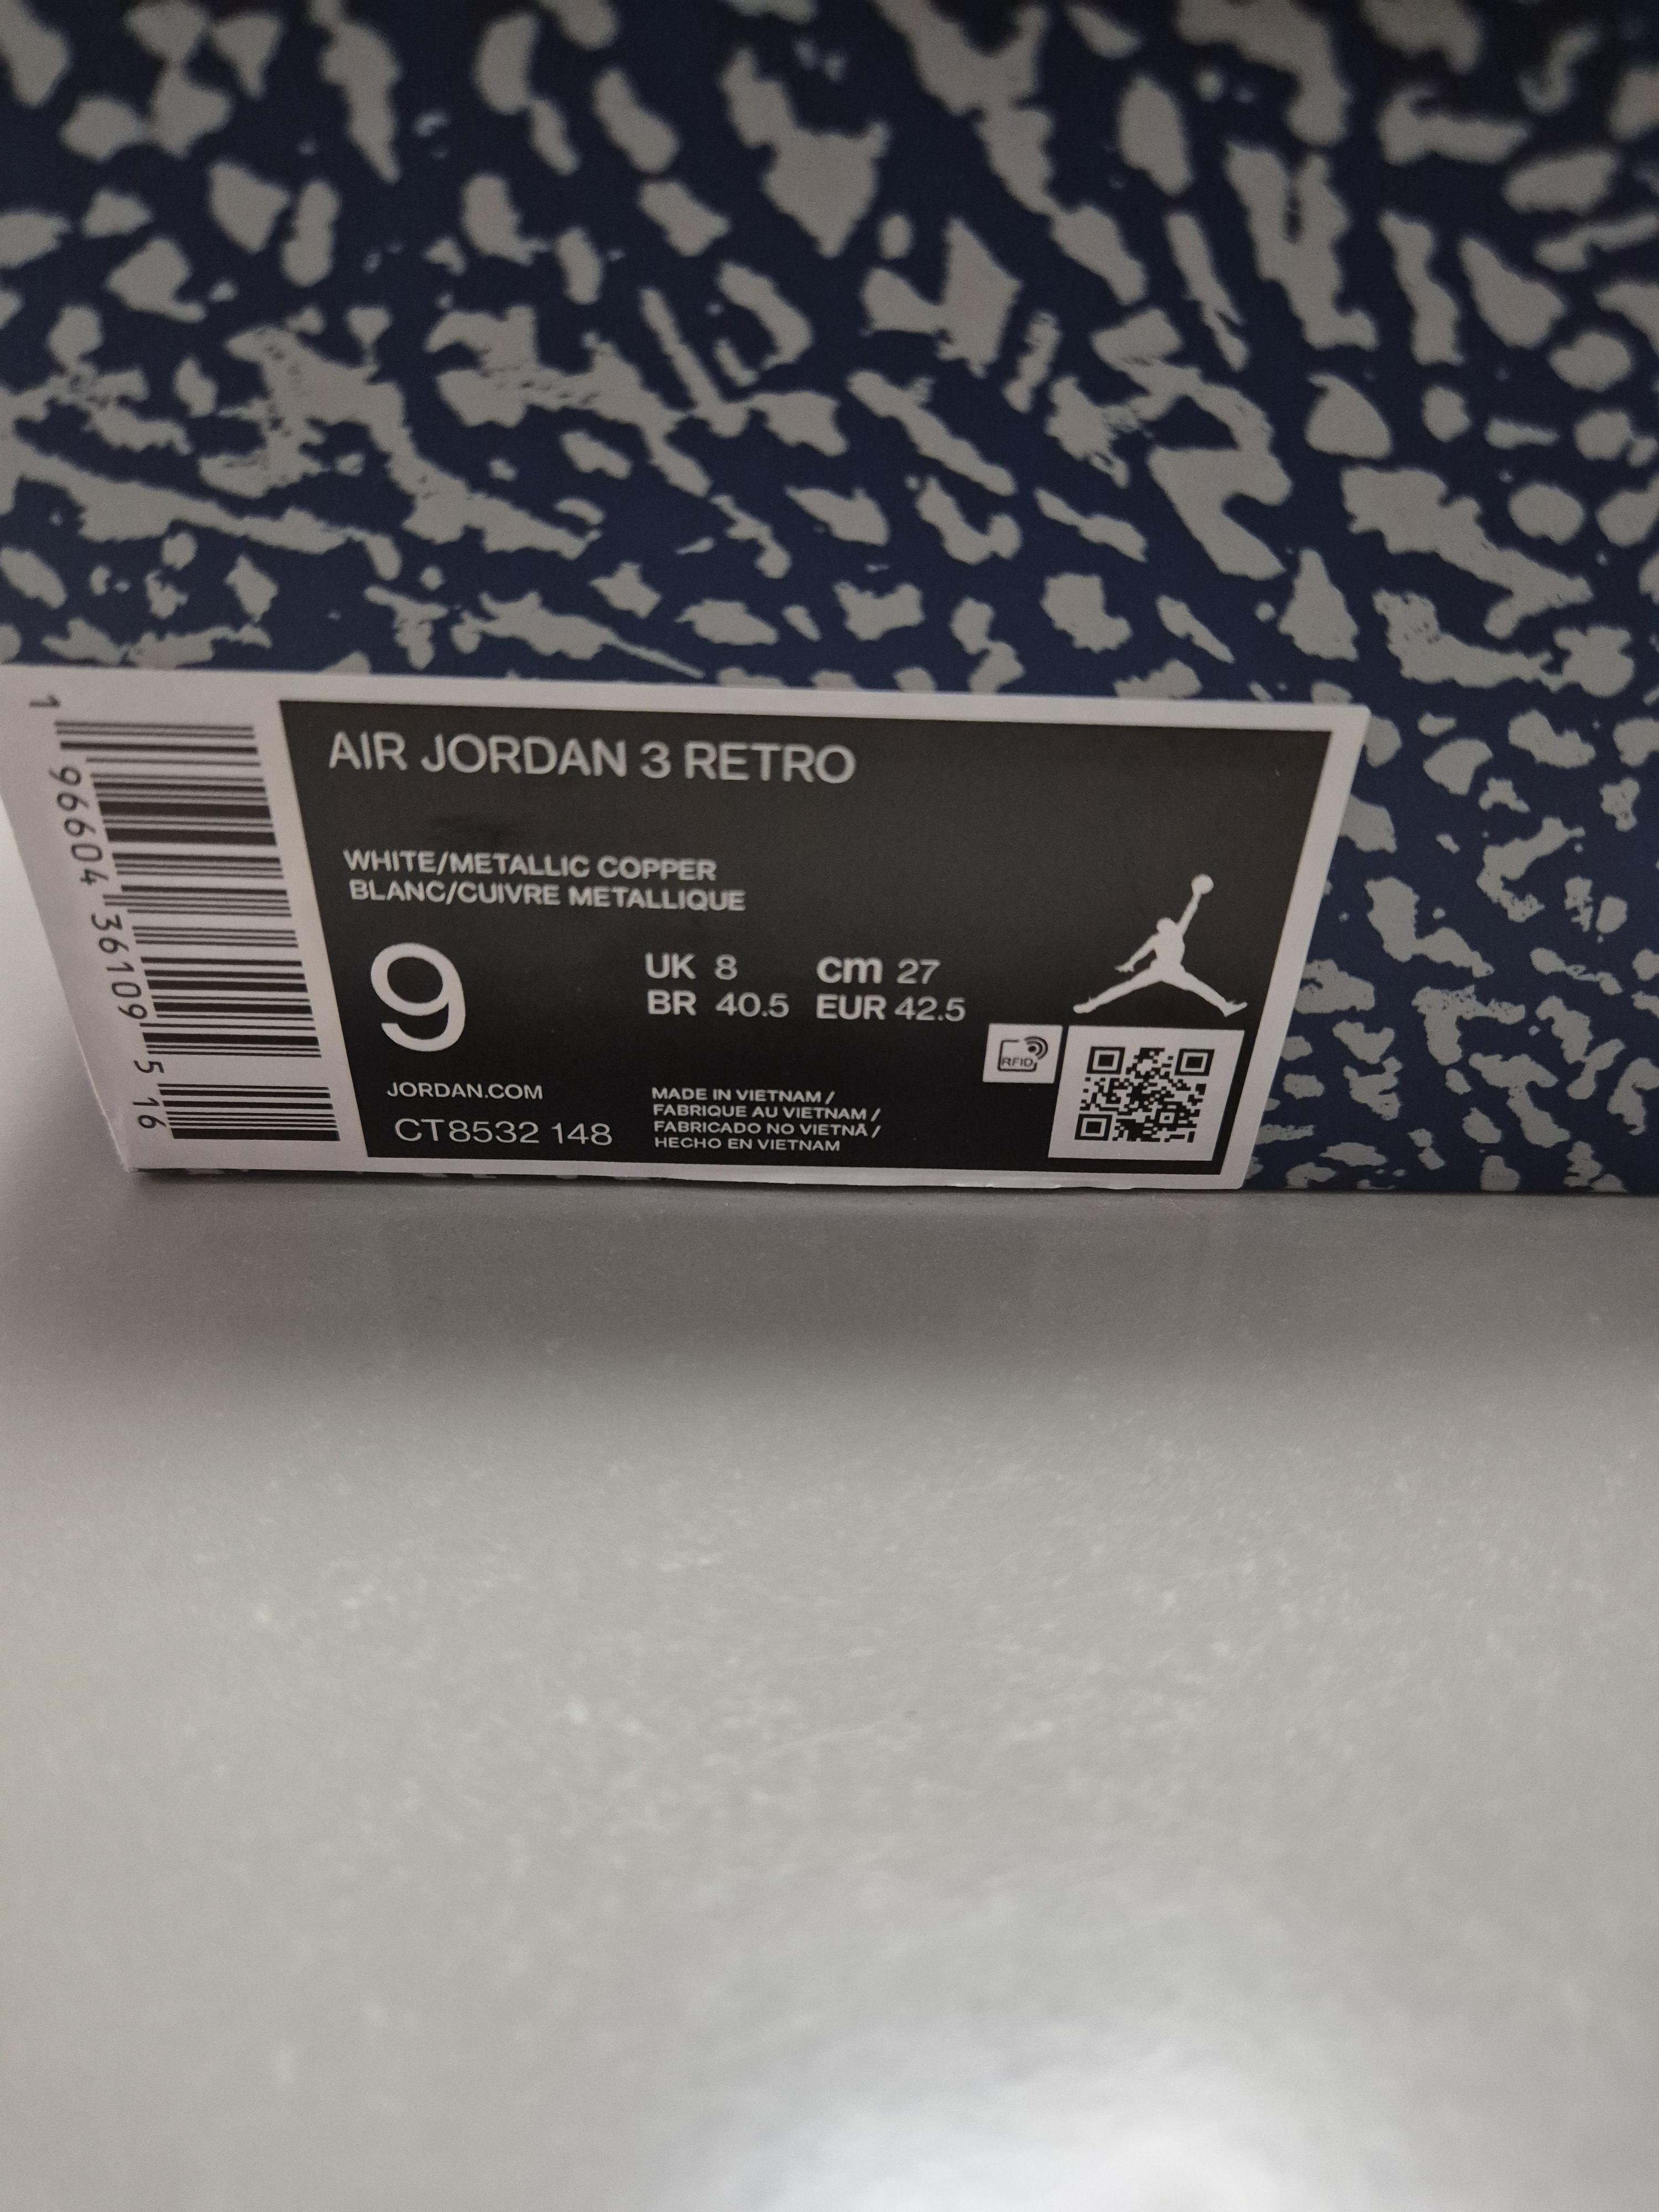 AIR JORDAN 3 RETRO
WHITE/METALLIC COPPER
BLANC/CUIVRE METALLIQUE
9
UK 8 cm 27
BR 40.5 EUR 42.5
RFID
JORDAN.COM
CT8532 148
MADE IN VIETNAM /
FABRIQUE AU VIETNAM /
FABRICADO NO VIETNÃ /
HECHO EN VIETNAM
1 96604 36109 5 16